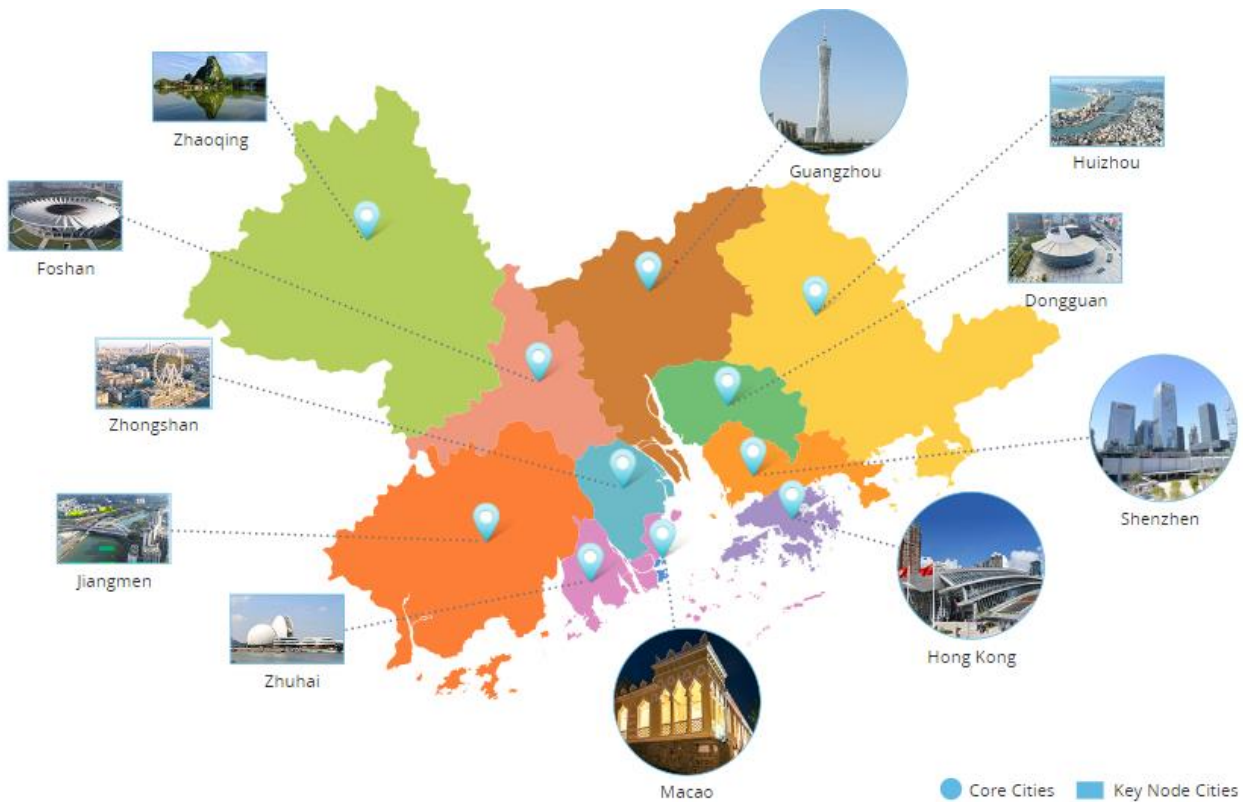 Zhaoqing
Guangzhou
Huizhou
Foshan
Dongguan
Zhongshan
Shenzhen
Jiangmen
Hong Kong
Zhuhai
Macao
Core Cities
Key Node Cities